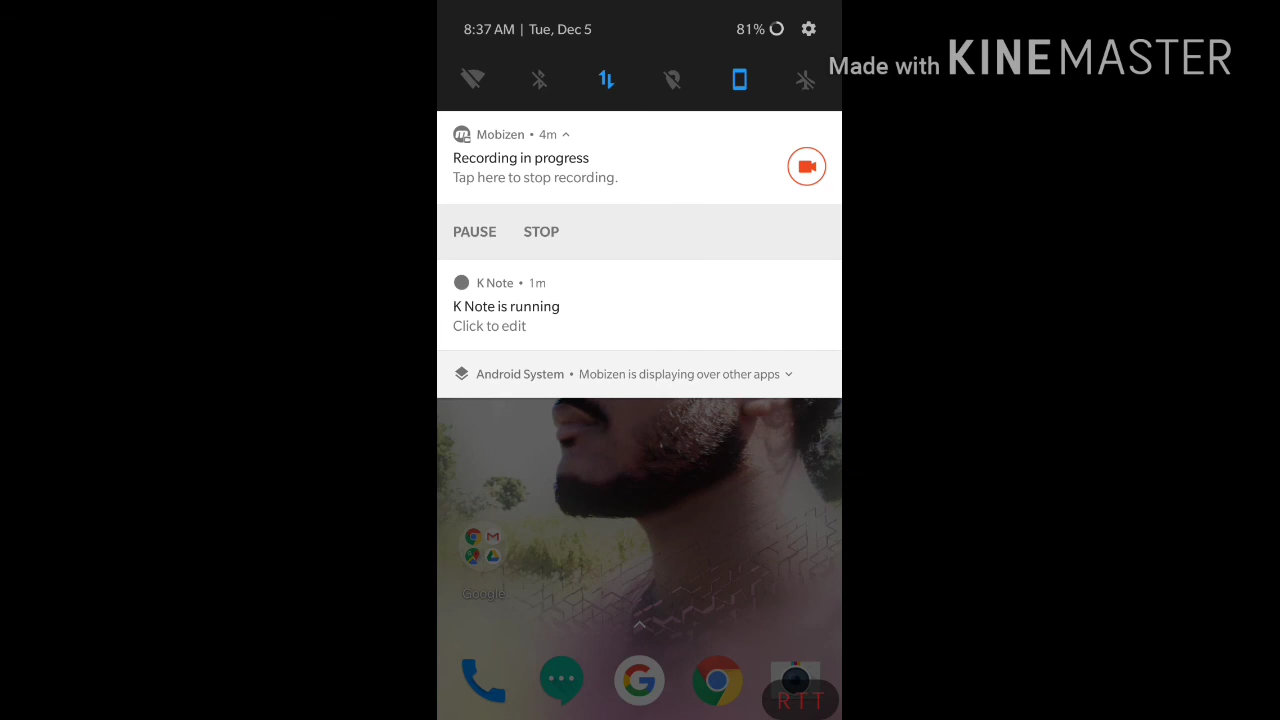 8:37 AM | Tue, Dec 5
81%
Made with KINEMASTER
Mobizen • 4m
Recording in progress
Tap here to stop recording.
PAUSE STOP
K Note • 1m
K Note is running
Click to edit
Android System • Mobizen is displaying over other apps
Google
RTT